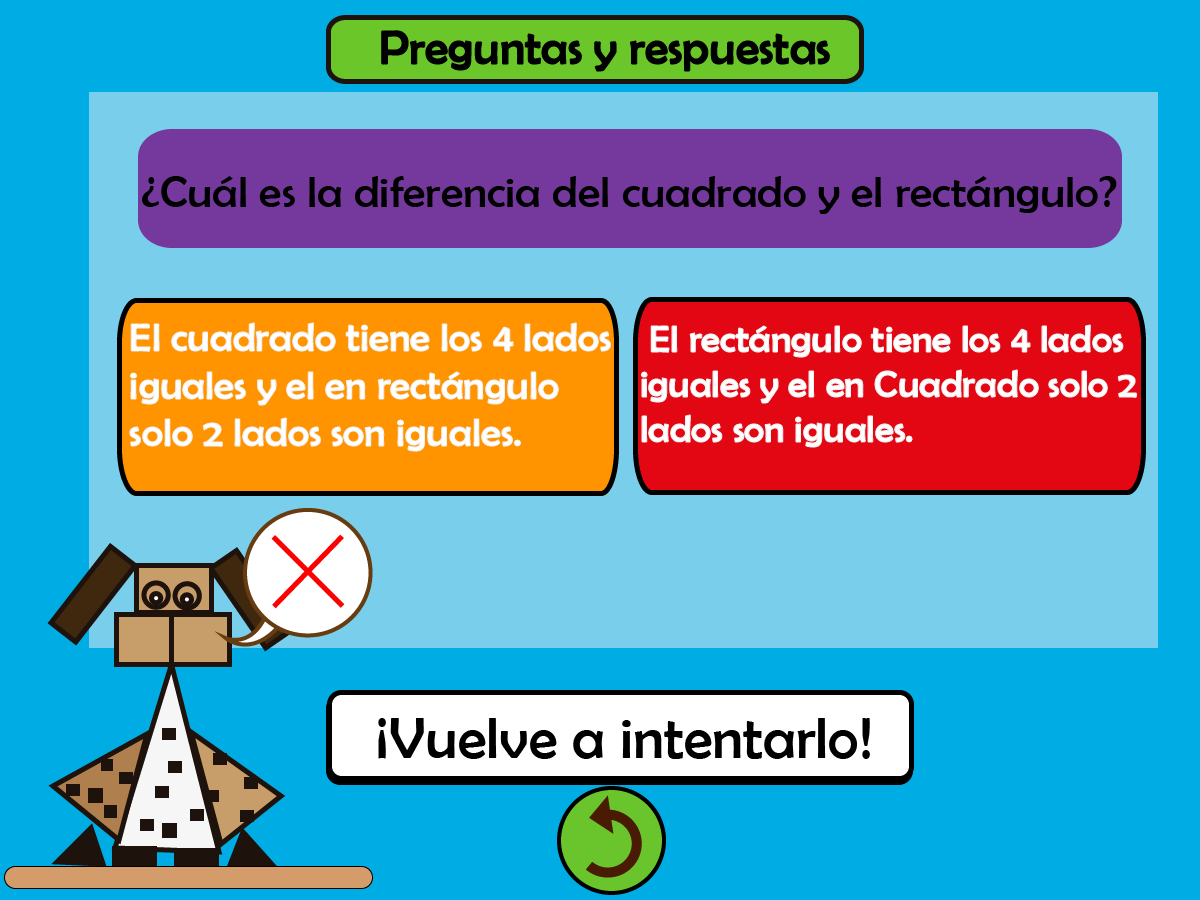 Preguntas y respuestas
¿Cuál es la diferencia del cuadrado y el rectángulo?
El cuadrado tiene los 4 lados
iguales y el en rectángulo
solo 2 lados son iguales.
El rectángulo tiene los 4 lados
iguales y el en Cuadrado solo 2
lados son iguales.
¡Vuelve a intentarlo!